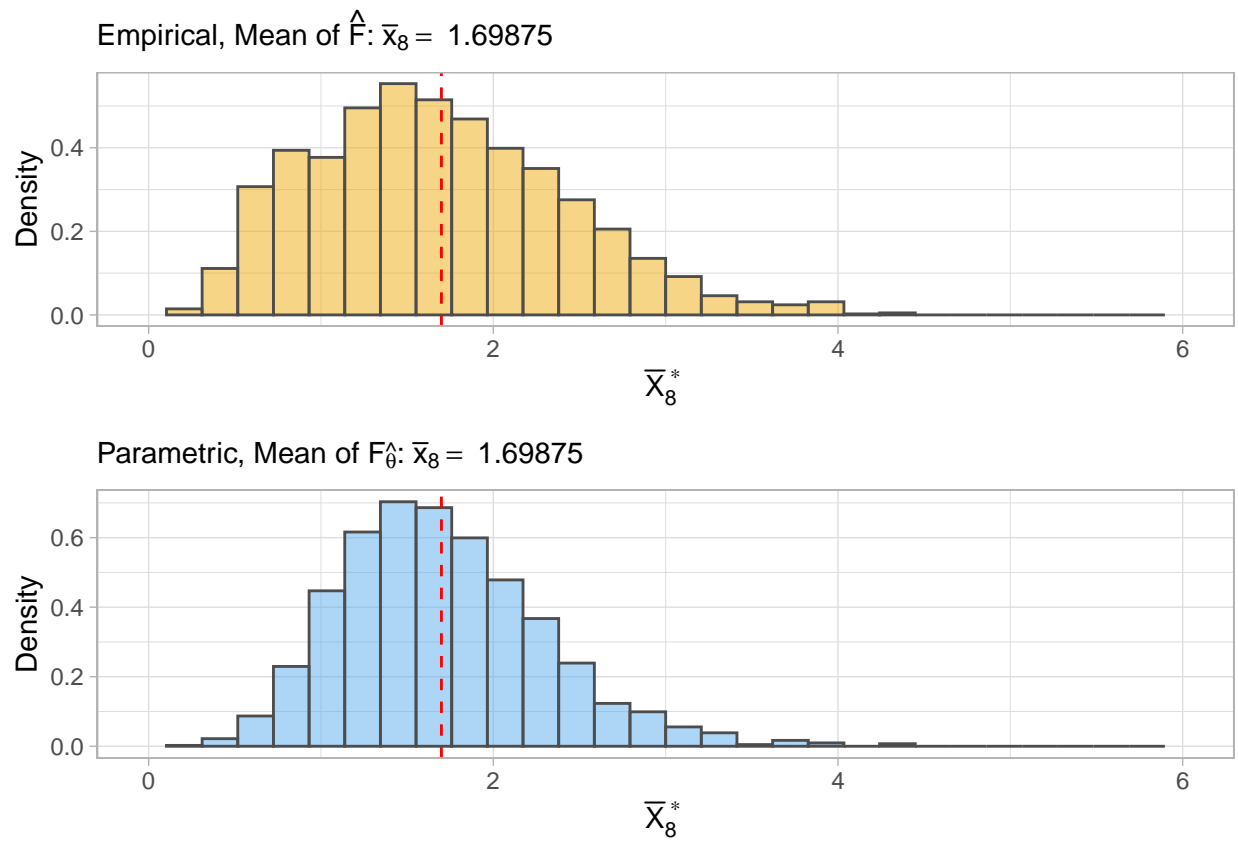 Empirical, Mean of F̂: x̅₈ = 1.69875
Density
0.4
0.2
0.0
0 2 4 6
X̅₈*
Parametric, Mean of F_θ̂: x̅₈ = 1.69875
Density
0.6
0.4
0.2
0.0
0 2 4 6
X̅₈*